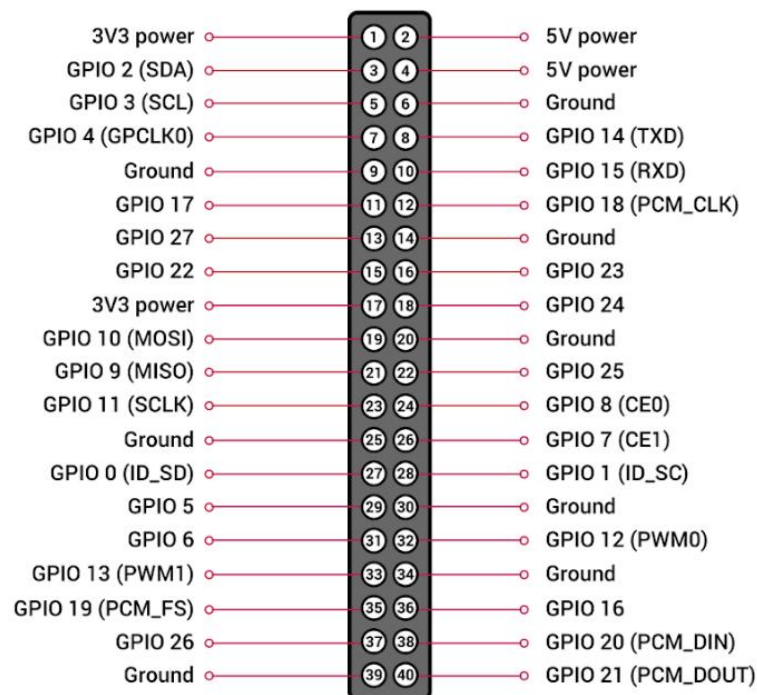 3V3 power 1 2 5V power
GPIO 2 (SDA) 3 4 5V power
GPIO 3 (SCL) 5 6 Ground
GPIO 4 (GPCLK0) 7 8 GPIO 14 (TXD)
Ground 9 10 GPIO 15 (RXD)
GPIO 17 11 12 GPIO 18 (PCM_CLK)
GPIO 27 13 14 Ground
GPIO 22 15 16 GPIO 23
3V3 power 17 18 GPIO 24
GPIO 10 (MOSI) 19 20 Ground
GPIO 9 (MISO) 21 22 GPIO 25
GPIO 11 (SCLK) 23 24 GPIO 8 (CE0)
Ground 25 26 GPIO 7 (CE1)
GPIO 0 (ID_SD) 27 28 GPIO 1 (ID_SC)
GPIO 5 29 30 Ground
GPIO 6 31 32 GPIO 12 (PWM0)
GPIO 13 (PWM1) 33 34 Ground
GPIO 19 (PCM_FS) 35 36 GPIO 16
GPIO 26 37 38 GPIO 20 (PCM_DIN)
Ground 39 40 GPIO 21 (PCM_DOUT)